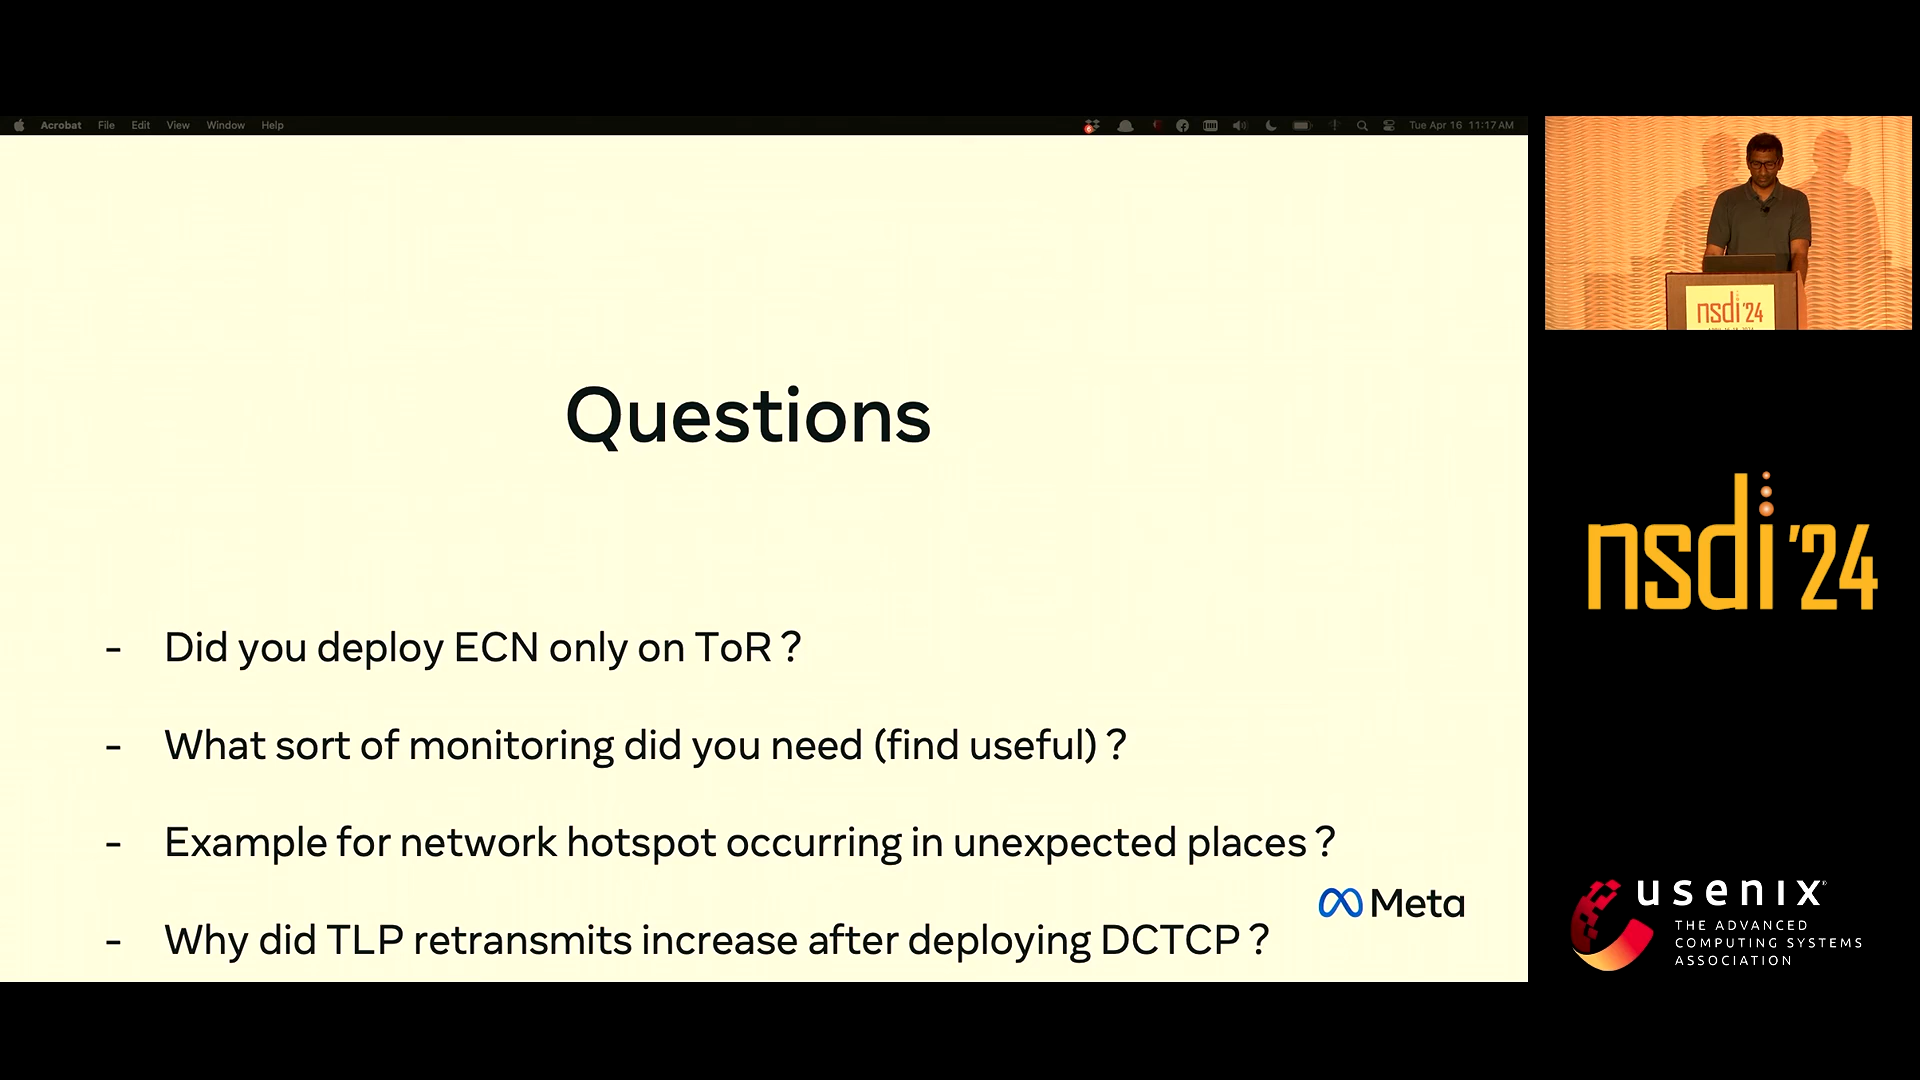 Acrobat File Edit View Window Help
Tue Apr 16 11:17 AM
Questions
- Did you deploy ECN only on ToR ?
- What sort of monitoring did you need (find useful) ?
- Example for network hotspot occurring in unexpected places ?
- Why did TLP retransmits increase after deploying DCTCP ?
Meta
nsdi '24
nsdi '24
usenix
THE ADVANCED
COMPUTING SYSTEMS
ASSOCIATION